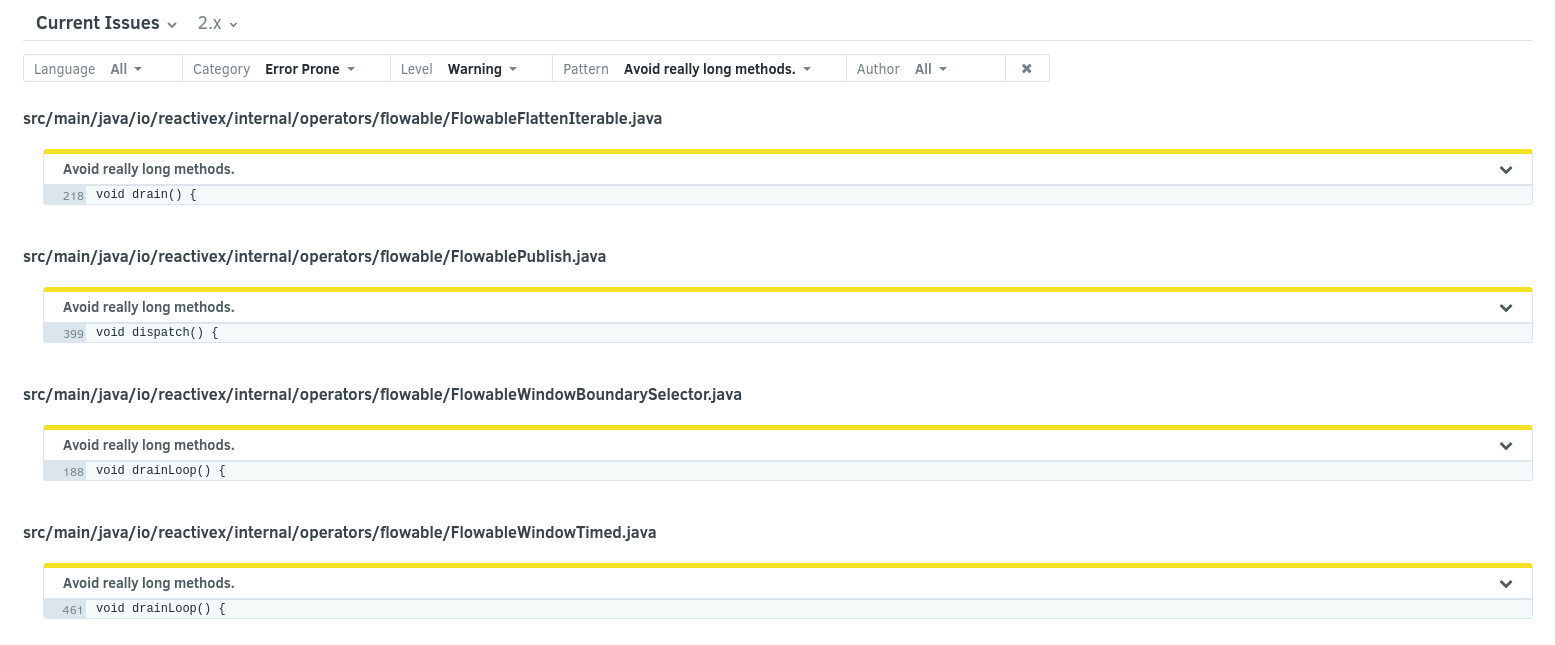 Current Issues 2.x
Language All Category Error Prone Level Warning Pattern Avoid really long methods. Author All ✖
src/main/java/io/reactivex/internal/operators/flowable/FlowableFlattenIterable.java
Avoid really long methods.
218 void drain() {
src/main/java/io/reactivex/internal/operators/flowable/FlowablePublish.java
Avoid really long methods.
399 void dispatch() {
src/main/java/io/reactivex/internal/operators/flowable/FlowableWindowBoundarySelector.java
Avoid really long methods.
188 void drainLoop() {
src/main/java/io/reactivex/internal/operators/flowable/FlowableWindowTimed.java
Avoid really long methods.
461 void drainLoop() {